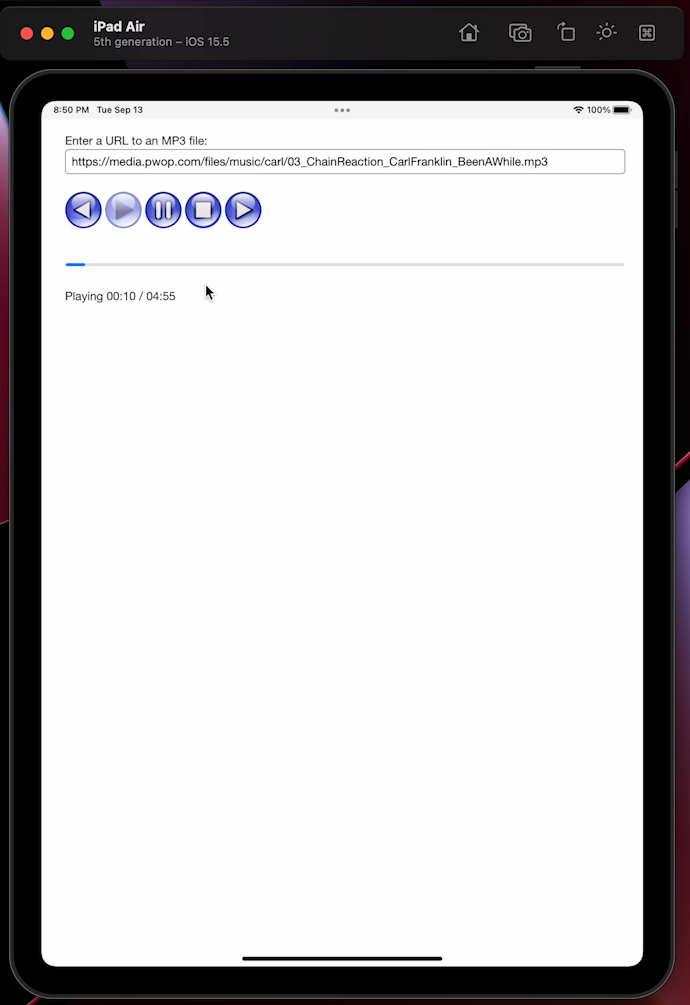 iPad Air
5th generation – iOS 15.5
8:50 PM Tue Sep 13
100%
Enter a URL to an MP3 file:
https://media.pwop.com/files/music/carl/03_ChainReaction_CarlFranklin_BeenAWhile.mp3
Playing 00:10 / 04:55